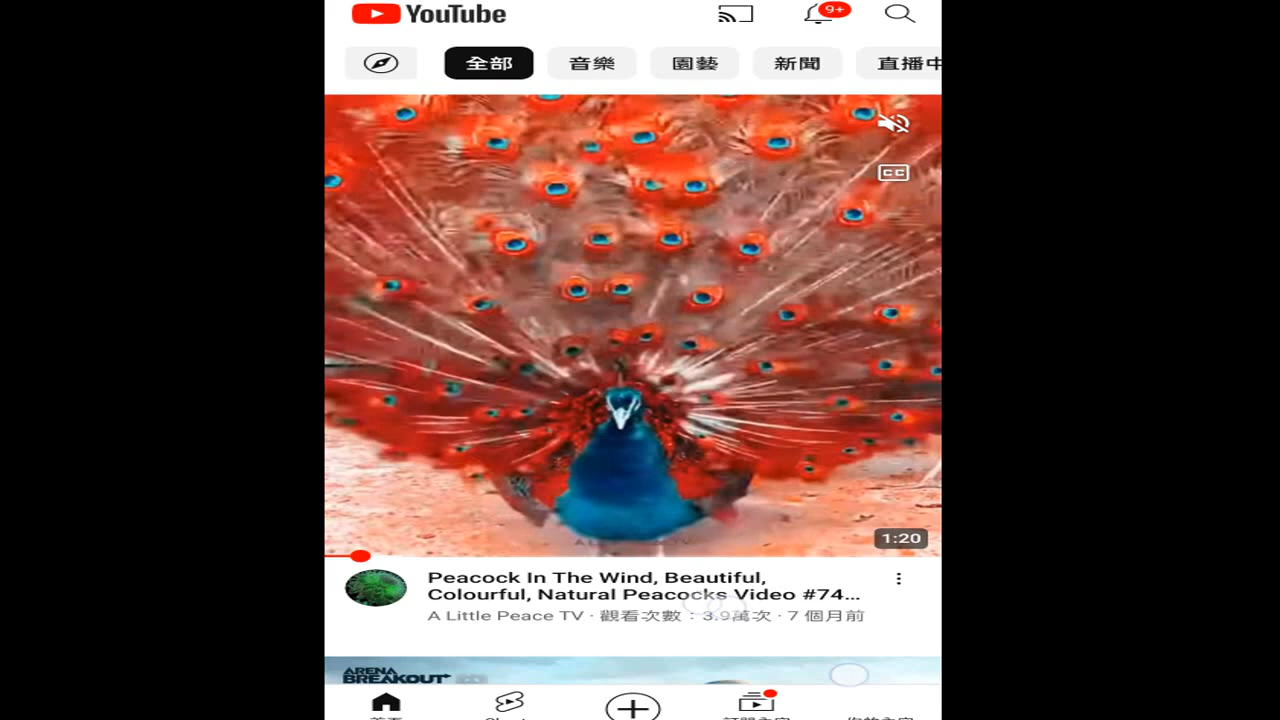 YouTube
9+
全部 音樂 園藝 新聞 直播中
CC
1:20
Peacock In The Wind, Beautiful,
Colourful, Natural Peacocks Video #74...
A Little Peace TV · 觀看次數：3.9萬次 · 7 個月前
ARENA
BREAKOUT